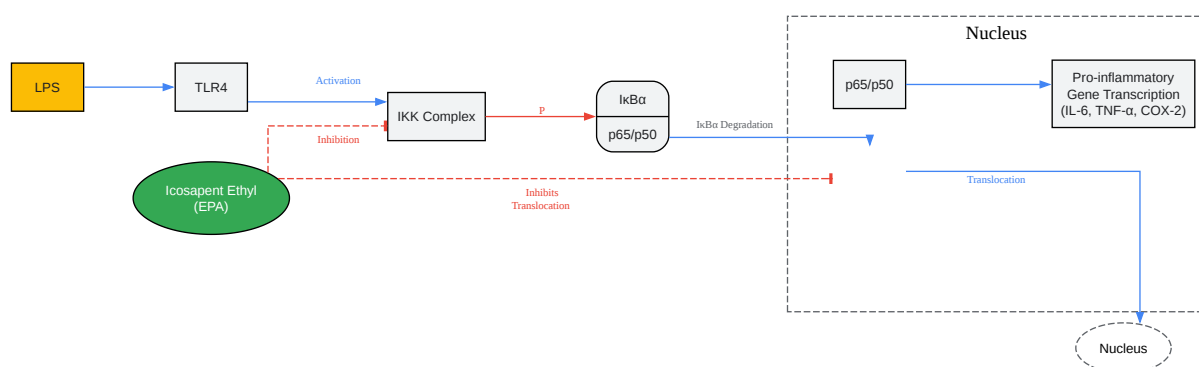 Nucleus
LPS
TLR4
Activation
IKK Complex
Inhibition
P
IκBα
p65/p50
IκBα Degradation
p65/p50
Pro-inflammatory
Gene Transcription
(IL-6, TNF-α, COX-2)
Icosapent Ethyl
(EPA)
Inhibits
Translocation
Translocation
Nucleus